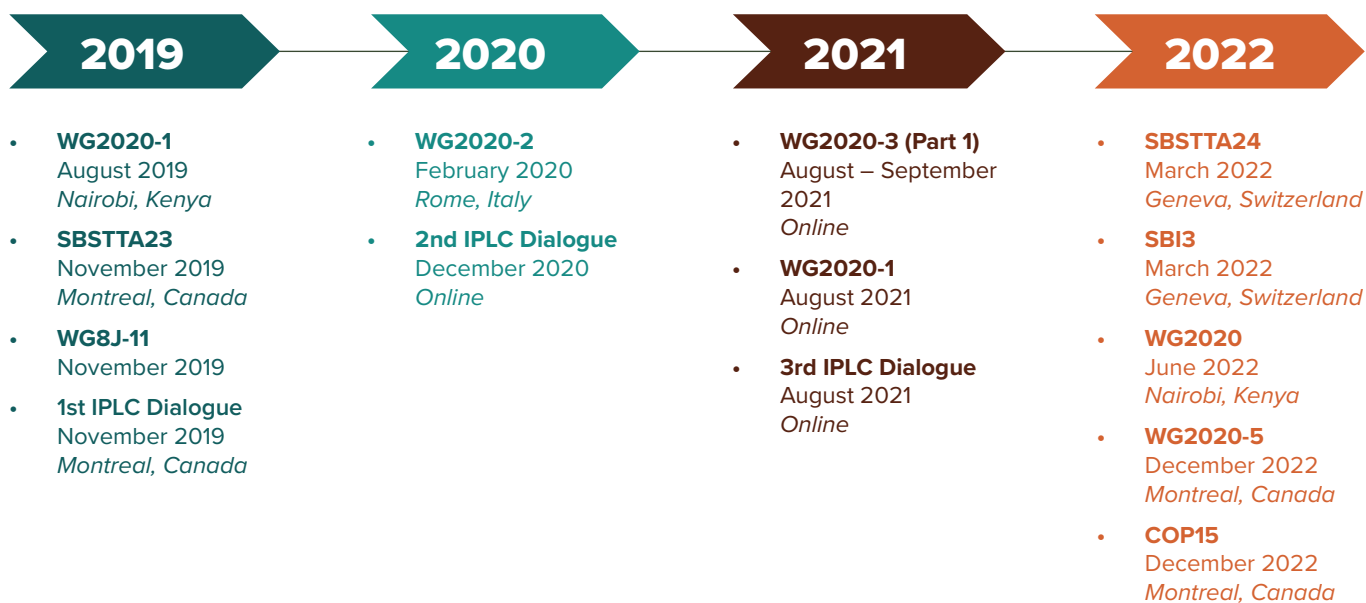 2019
• WG2020-1
August 2019
Nairobi, Kenya
• SBSTTA23
November 2019
Montreal, Canada
• WG8J-11
November 2019
• 1st IPLC Dialogue
November 2019
Montreal, Canada
2020
• WG2020-2
February 2020
Rome, Italy
• 2nd IPLC Dialogue
December 2020
Online
2021
• WG2020-3 (Part 1)
August – September
2021
Online
• WG2020-1
August 2021
Online
• 3rd IPLC Dialogue
August 2021
Online
2022
• SBSTTA24
March 2022
Geneva, Switzerland
• SBI3
March 2022
Geneva, Switzerland
• WG2020
June 2022
Nairobi, Kenya
• WG2020-5
December 2022
Montreal, Canada
• COP15
December 2022
Montreal, Canada